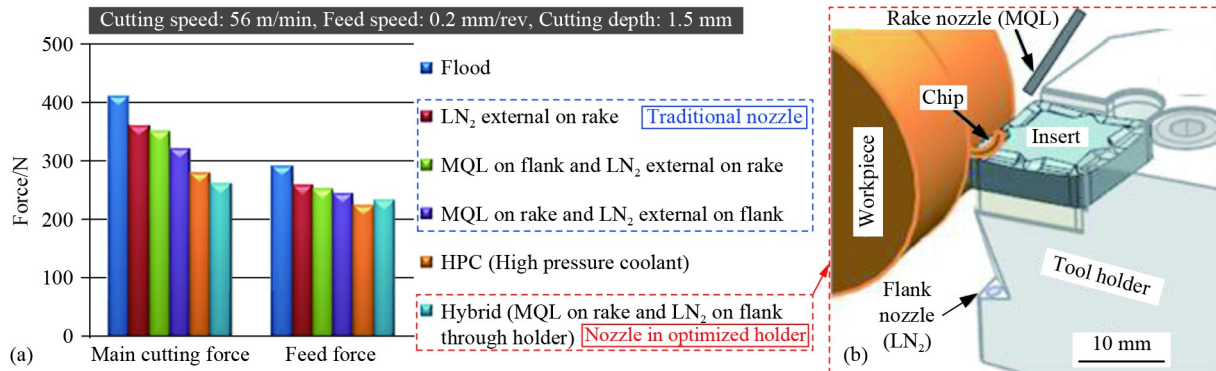 Cutting speed: 56 m/min, Feed speed: 0.2 mm/rev, Cutting depth: 1.5 mm
500
400
300
200
100
0
Force/N
Main cutting force
Feed force
(a)
Flood
LN₂ external on rake
Traditional nozzle
MQL on flank and LN₂ external on rake
MQL on rake and LN₂ external on flank
HPC (High pressure coolant)
Hybrid (MQL on rake and LN₂ on flank
through holder)
Nozzle in optimized holder
Rake nozzle (MQL)
Chip
Insert
Workpiece
Tool holder
Flank
nozzle
(LN₂)
10 mm
(b)